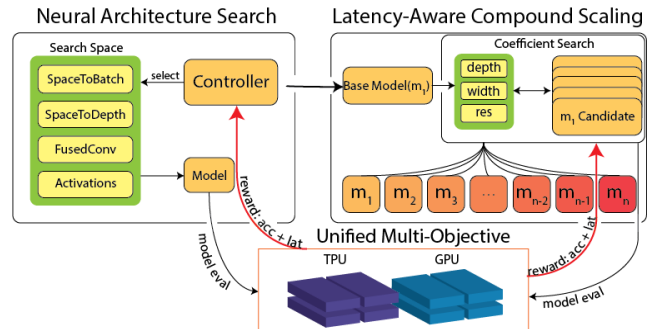 Neural Architecture Search
Latency-Aware Compound Scaling
Search Space
SpaceToBatch
SpaceToDepth
FusedConv
Activations
select
Controller
Model
reward: acc + lat
model eval
Coefficient Search
Base Model(m1)
depth
width
res
m1 Candidate
m1
m2
m3
...
mn-2
mn-1
mn
Unified Multi-Objective
TPU
GPU
reward: acc + lat
model eval